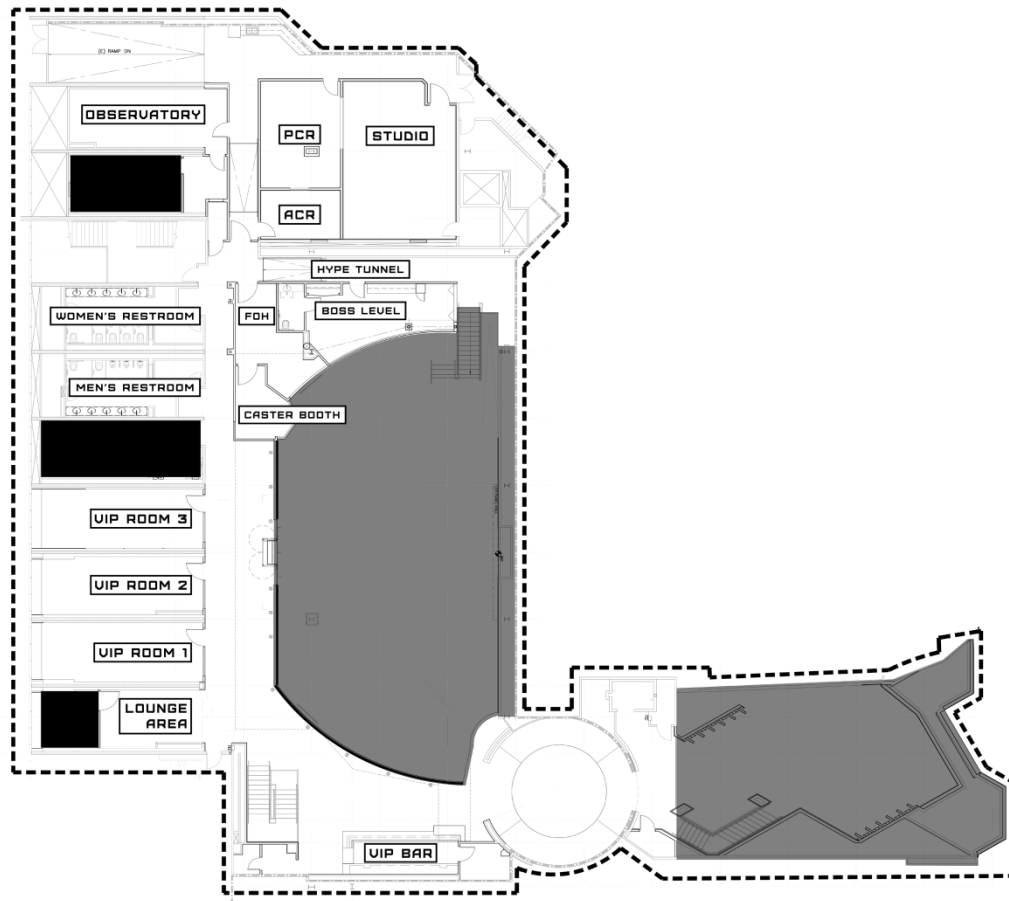 (E) RAMP DN
OBSERVATORY
PCR
STUDIO
ACR
HYPE TUNNEL
WOMEN'S RESTROOM
FOH
BOSS LEVEL
MEN'S RESTROOM
CASTER BOOTH
VIP ROOM 3
VIP ROOM 2
VIP ROOM 1
LOUNGE
AREA
VIP BAR